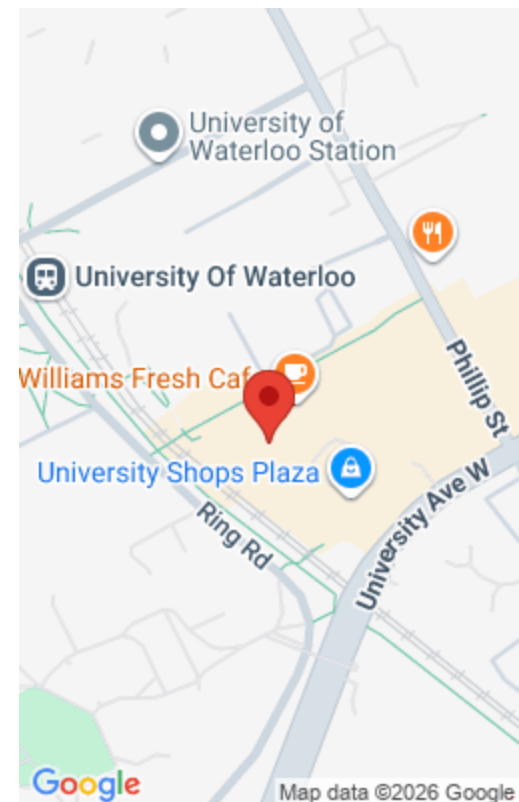 University of
Waterloo Station
University Of Waterloo
Phillip St
Williams Fresh Caf
University Shops Plaza
University Ave W
Ring Rd
Google
Map data ©2026 Google